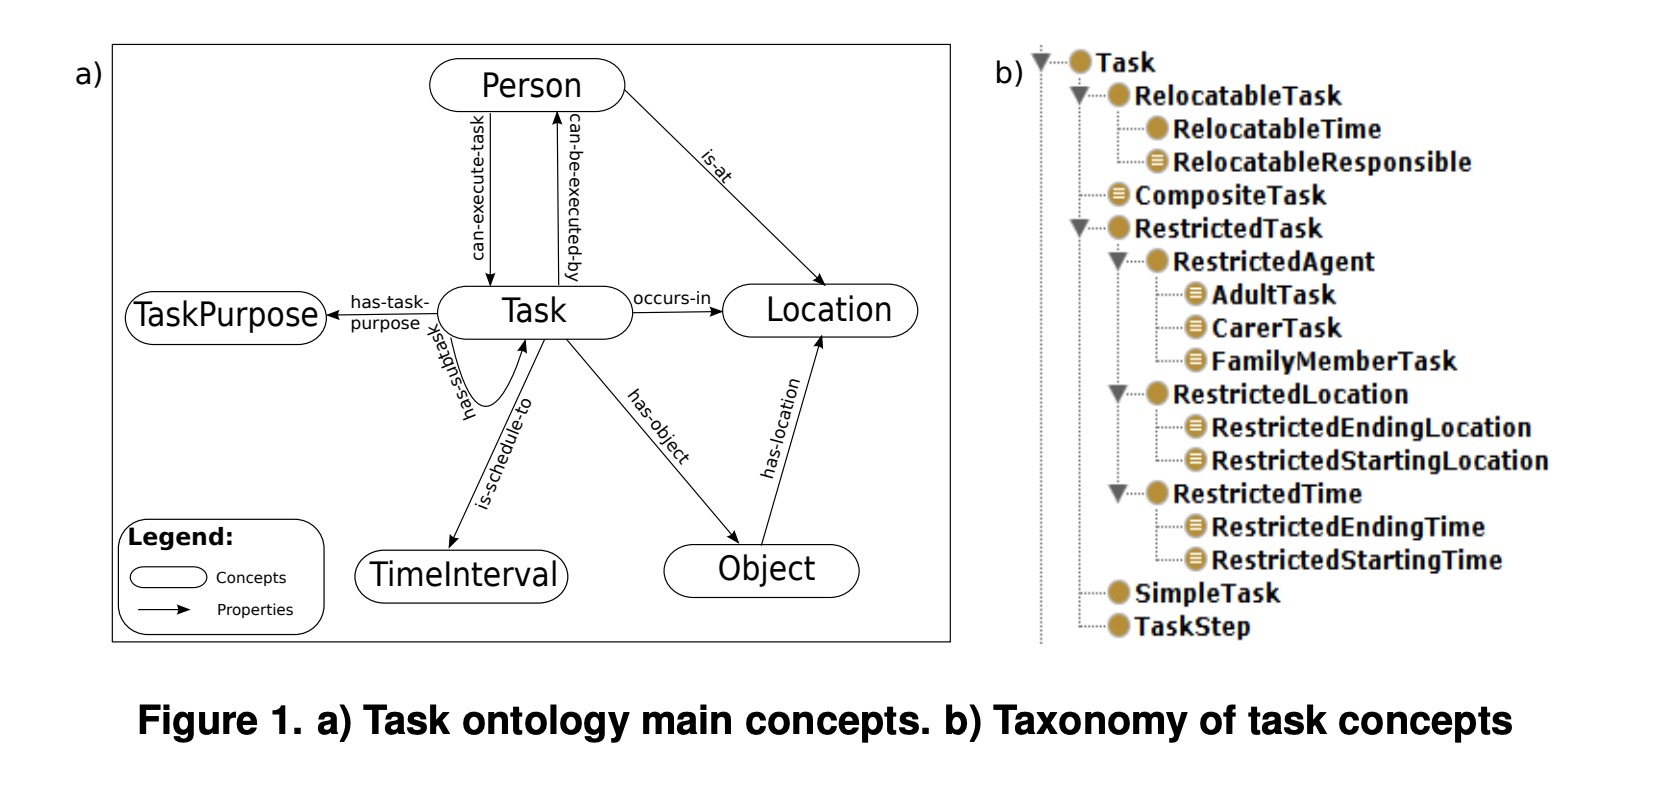 a)
Person
can-execute-task
can-be-executed-by
is-at
TaskPurpose
has-task-
purpose
Task
occurs-in
Location
has-subtask
is-schedule-to
has-object
has-location
TimeInterval
Object
Legend:
Concepts
Properties
b)
Task
RelocatableTask
RelocatableTime
RelocatableResponsible
CompositeTask
RestrictedTask
RestrictedAgent
AdultTask
CarerTask
FamilyMemberTask
RestrictedLocation
RestrictedEndingLocation
RestrictedStartingLocation
RestrictedTime
RestrictedEndingTime
RestrictedStartingTime
SimpleTask
TaskStep
Figure 1. a) Task ontology main concepts. b) Taxonomy of task concepts